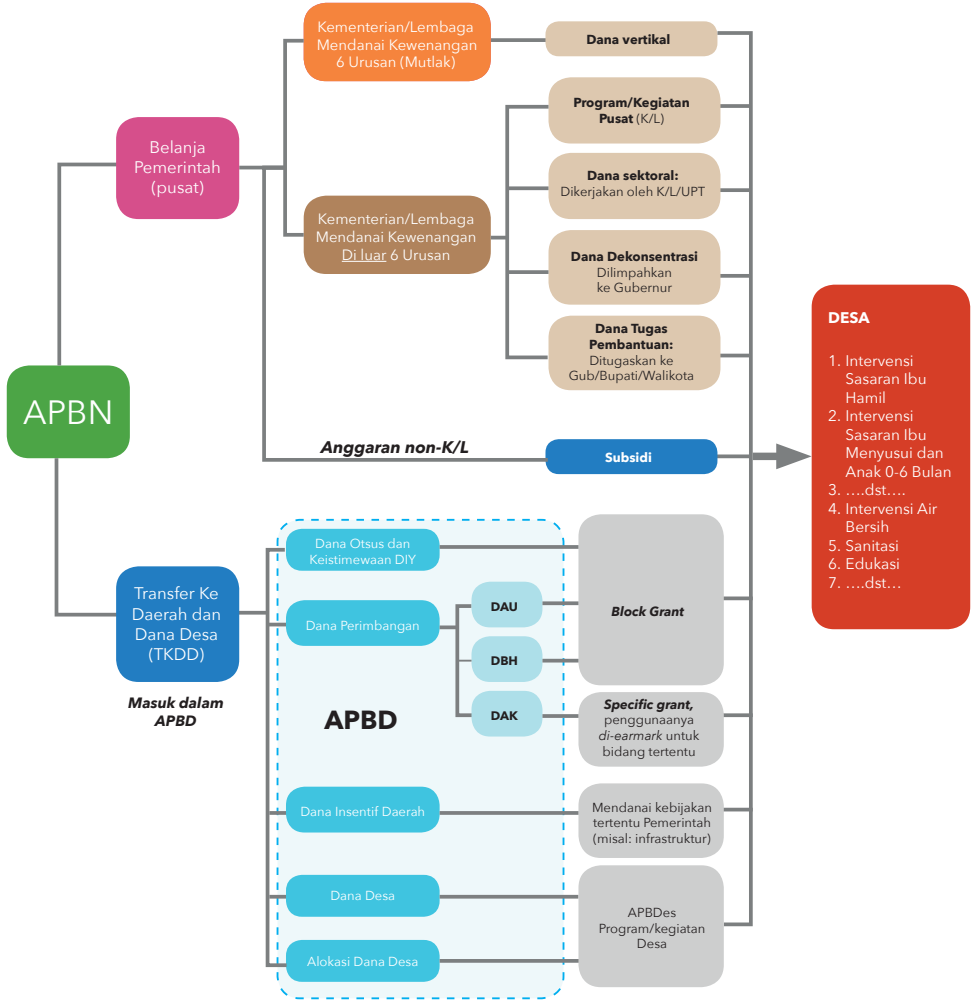 APBN
Belanja
Pemerintah
(pusat)
Kementerian/Lembaga
Mendanai Kewenangan
6 Urusan (Mutlak)
Dana vertikal
Kementerian/Lembaga
Mendanai Kewenangan
Di luar 6 Urusan
Program/Kegiatan
Pusat (K/L)
Dana sektoral:
Dikerjakan oleh K/L/UPT
Dana Dekonsentrasi
Dilimpahkan
ke Gubernur
Dana Tugas
Pembantuan:
Ditugaskan ke
Gub/Bupati/Walikota
Anggaran non-K/L
Subsidi
Transfer Ke
Daerah dan
Dana Desa
(TKDD)
Masuk dalam
APBD
APBD
Dana Otsus dan
Keistimewaan DIY
Dana Perimbangan
DAU
DBH
DAK
Block Grant
Specific grant,
penggunaanya
di-earmark untuk
bidang tertentu
Dana Insentif Daerah
Mendanai kebijakan
tertentu Pemerintah
(misal: infrastruktur)
Dana Desa
Alokasi Dana Desa
APBDes
Program/kegiatan
Desa
DESA
1. Intervensi
Sasaran Ibu
Hamil
2. Intervensi
Sasaran Ibu
Menyusui dan
Anak 0-6 Bulan
3. ….dst….
4. Intervensi Air
Bersih
5. Sanitasi
6. Edukasi
7. ….dst…